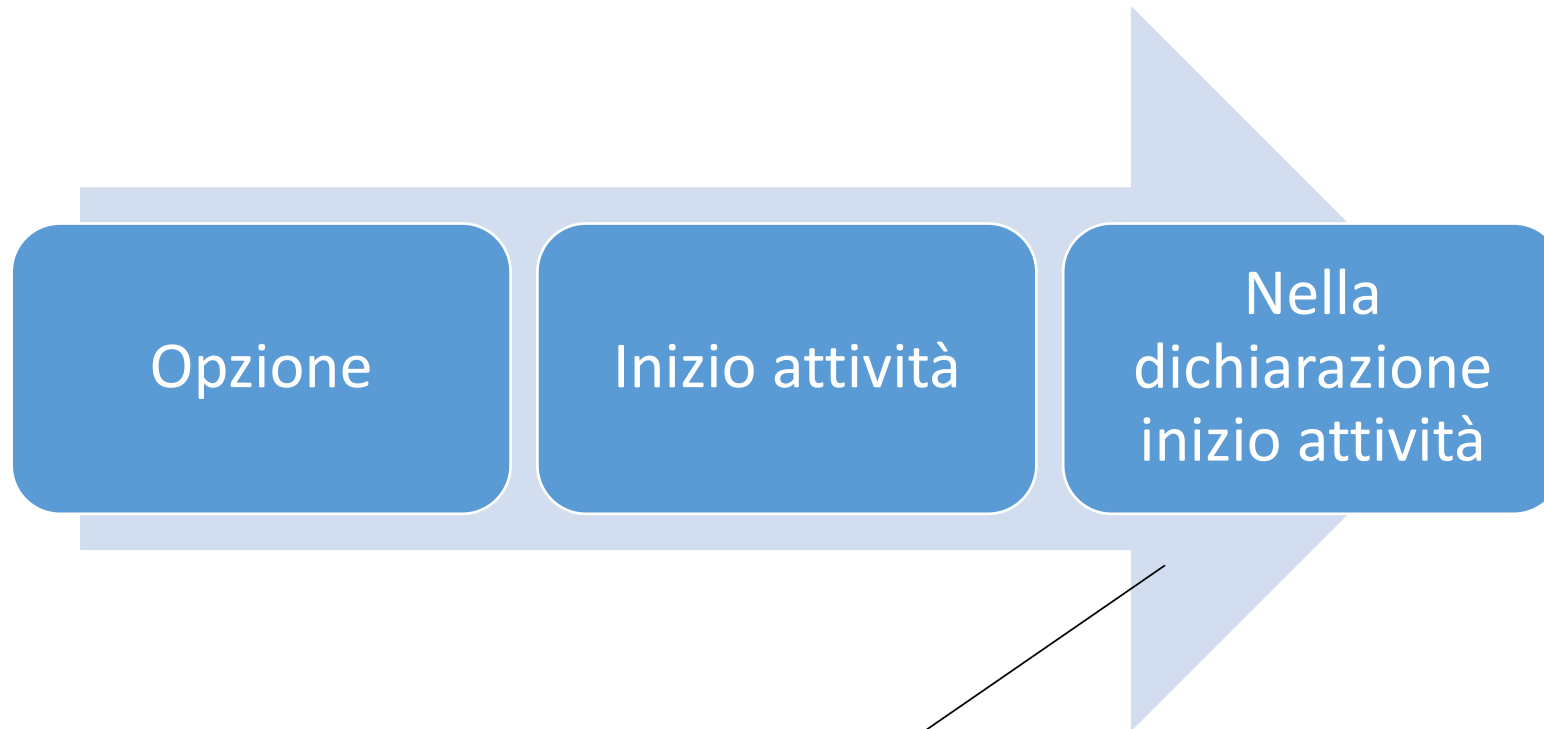 Opzione
Inizio attività
Nella
dichiarazione
inizio attività